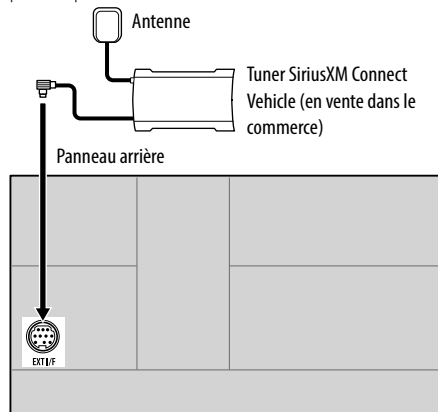 Antenne
Tuner SiriusXM Connect
Vehicle (en vente dans le
commerce)
Panneau arrière
EXT I/F